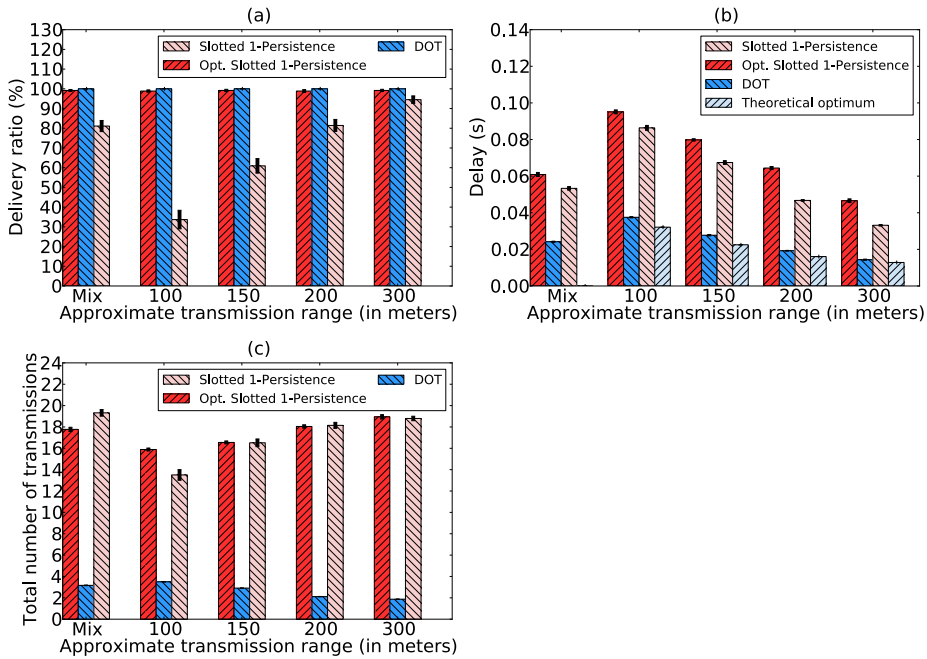 (a)
Delivery ratio (%)
130
120
110
100
90
80
70
60
50
40
30
20
10
0
Slotted 1-Persistence
Opt. Slotted 1-Persistence
DOT
Mix 100 150 200 300
Approximate transmission range (in meters)
(b)
Delay (s)
0.14
0.12
0.10
0.08
0.06
0.04
0.02
0.00
Slotted 1-Persistence
Opt. Slotted 1-Persistence
DOT
Theoretical optimum
Mix 100 150 200 300
Approximate transmission range (in meters)
(c)
Total number of transmissions
24
22
20
18
16
14
12
10
8
6
4
2
0
Slotted 1-Persistence
Opt. Slotted 1-Persistence
DOT
Mix 100 150 200 300
Approximate transmission range (in meters)